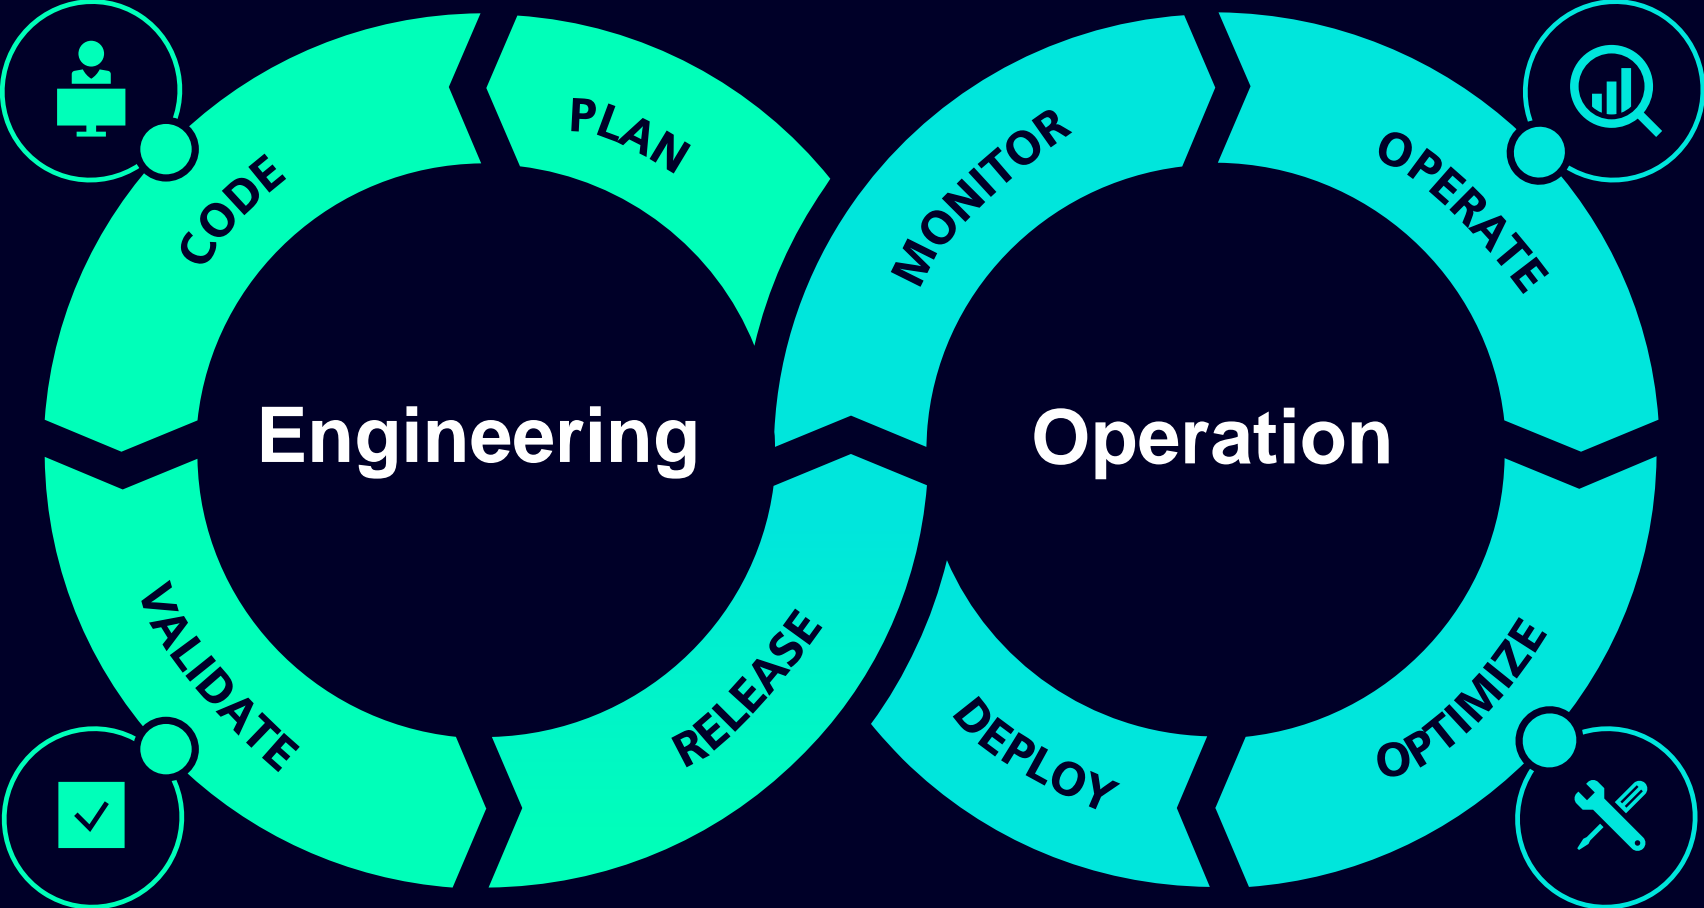 PLAN
CODE
VALIDATE
RELEASE
Engineering
MONITOR
OPERATE
OPTIMIZE
DEPLOY
Operation